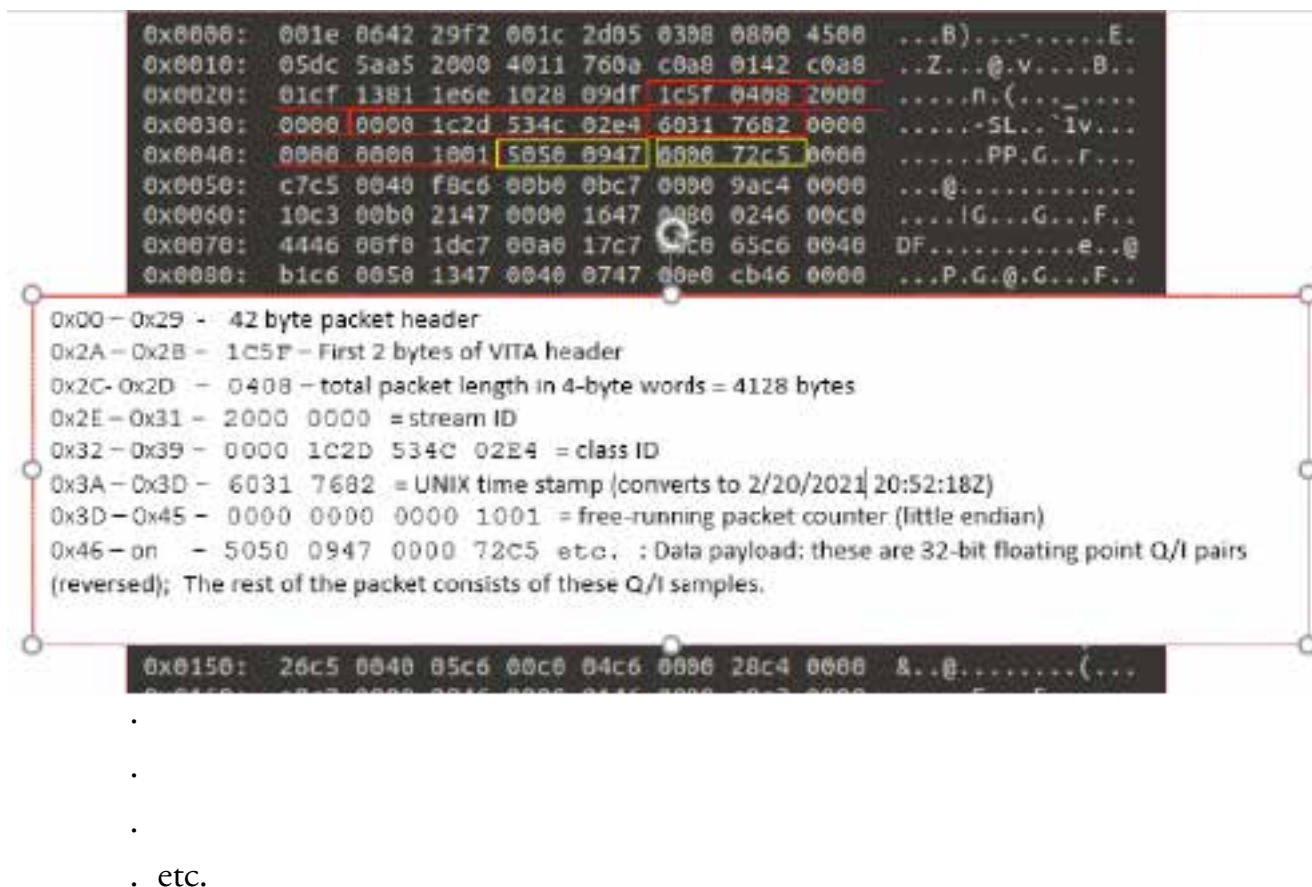 0x0000: 001e 0642 29f2 001c 2d05 0308 0800 4500 ...B)...-.....E.
0x0010: 05dc 5aa5 2000 4011 760a c0a8 0142 c0a8 ..Z...@.v....B..
0x0020: 01cf 1381 1e6e 1028 09df 1c5f 0408 2000 .....n.(..._....
0x0030: 0000 0000 1c2d 534c 02e4 6031 7682 0000 .....-SL..`1v...
0x0040: 0000 0000 1001 5050 0947 0000 72c5 0000 ......PP.G..r...
0x0050: c7c5 0040 f8c6 00b0 0bc7 0000 9ac4 0000 ...@............
0x0060: 10c3 00b0 2147 0000 1647 0080 0246 00c0 ....!G...G...F..
0x0070: 4446 00f0 1dc7 00a0 17c7 65c6 0040 DF..........e..@
0x0080: b1c6 0050 1347 0040 0747 00e0 cb46 0000 ...P.G.@.G...F..
0x00 – 0x29 - 42 byte packet header
0x2A – 0x2B - 1C5F – First 2 bytes of VITA header
0x2C- 0x2D - 0408 – total packet length in 4-byte words = 4128 bytes
0x2E – 0x31 - 2000 0000 = stream ID
0x32 – 0x39 - 0000 1C2D 534C 02E4 = class ID
0x3A – 0x3D - 6031 7682 = UNIX time stamp (converts to 2/20/2021 20:52:18Z)
0x3D – 0x45 - 0000 0000 0000 1001 = free-running packet counter (little endian)
0x46 – on - 5050 0947 0000 72C5 etc. : Data payload: these are 32-bit floating point Q/I pairs
(reversed); The rest of the packet consists of these Q/I samples.
0x0150: 26c5 0040 05c6 00c0 04c6 0000 28c4 0000 &..@........(...
.
.
.
. etc.